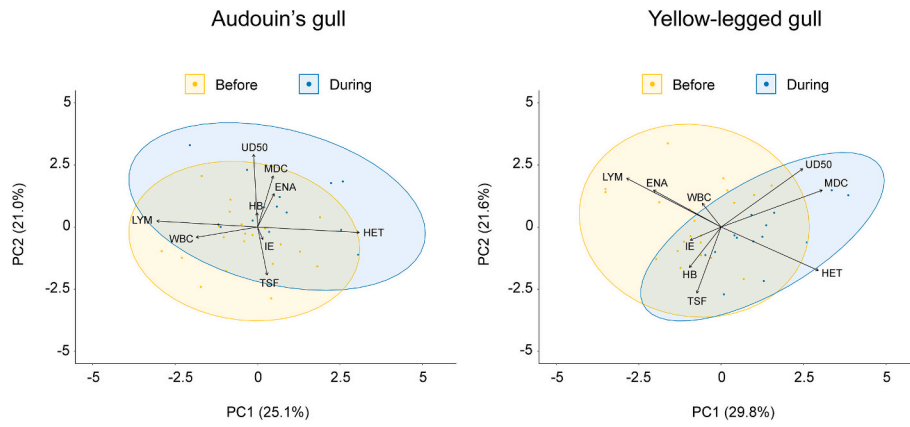 Audouin's gull
Yellow-legged gull
Before
During
Before
During
5
2.5
0
-2.5
-5
PC2 (21.0%)
UD50
MDC
ENA
HB
LYM
WBC
IE
HET
TSF
-5
-2.5
0
2.5
5
PC1 (25.1%)
5
2.5
0
-2.5
-5
PC2 (21.6%)
UD50
LYM
ENA
MDC
WBC
IE
HB
HET
TSF
-5
-2.5
0
2.5
5
PC1 (29.8%)